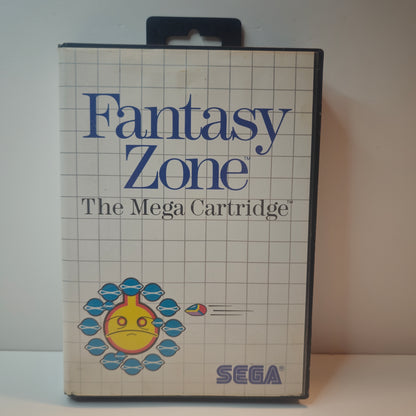 Fantasy
Zone™
The Mega Cartridge™
SEGA